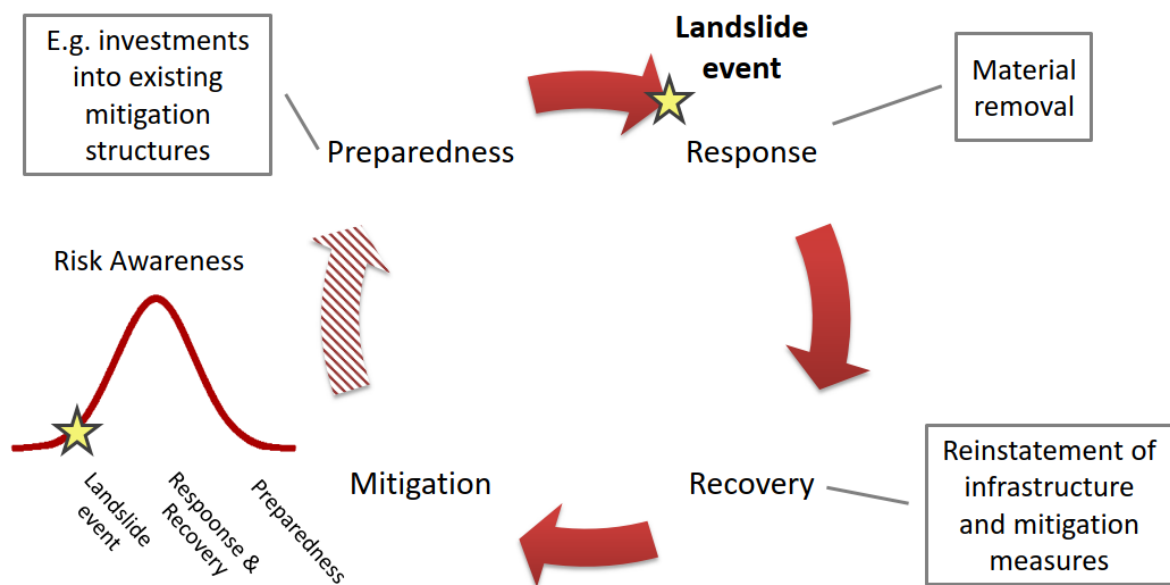 E.g. investments
into existing
mitigation
structures
Landslide
event
Material
removal
Preparedness
Response
Risk Awareness
Landslide
event
Respoonse &
Recovery
Preparedness
Mitigation
Recovery
Reinstatement of
infrastructure
and mitigation
measures